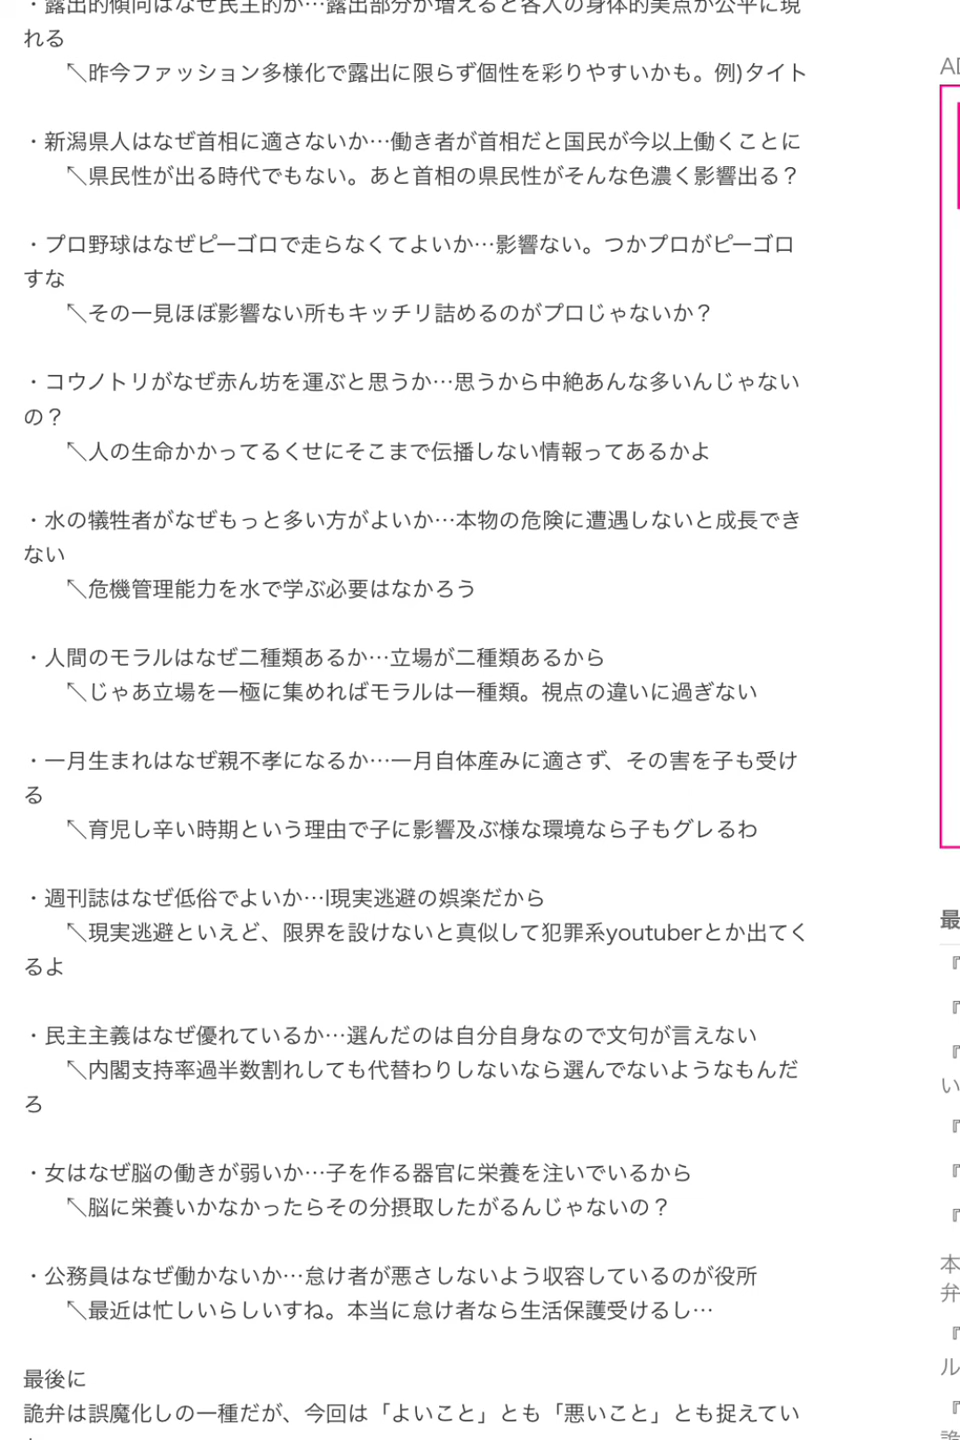 ・露出的傾向はなぜ民主的か…露出部分が増えると各人の身体的美点が公平に現
れる
↸昨今ファッション多様化で露出に限らず個性を彩りやすいかも。例)タイト
・新潟県人はなぜ首相に適さないか…働き者が首相だと国民が今以上働くことに
↸県民性が出る時代でもない。あと首相の県民性がそんな色濃く影響出る？
・プロ野球はなぜピーゴロで走らなくてよいか…影響ない。つかプロがピーゴロ
すな
↸その一見ほぼ影響ない所もキッチリ詰めるのがプロじゃないか？
・コウノトリがなぜ赤ん坊を運ぶと思うか…思うから中絶あんな多いんじゃない
の？
↸人の生命かかってるくせにそこまで伝播しない情報ってあるかよ
・水の犠牲者がなぜもっと多い方がよいか…本物の危険に遭遇しないと成長でき
ない
↸危機管理能力を水で学ぶ必要はなかろう
・人間のモラルはなぜ二種類あるか…立場が二種類あるから
↸じゃあ立場を一極に集めればモラルは一種類。視点の違いに過ぎない
・一月生まれはなぜ親不孝になるか…一月自体産みに適さず、その害を子も受け
る
↸育児し辛い時期という理由で子に影響及ぶ様な環境なら子もグレるわ
・週刊誌はなぜ低俗でよいか…l現実逃避の娯楽だから
↸現実逃避といえど、限界を設けないと真似して犯罪系youtuberとか出てく
るよ
・民主主義はなぜ優れているか…選んだのは自分自身なので文句が言えない
↸内閣支持率過半数割れしても代替わりしないなら選んでないようなもんだ
ろ
・女はなぜ脳の働きが弱いか…子を作る器官に栄養を注いでいるから
↸脳に栄養いかなかったらその分摂取したがるんじゃないの？
・公務員はなぜ働かないか…怠け者が悪さしないよう収容しているのが役所
↸最近は忙しいらしいすね。本当に怠け者なら生活保護受けるし…
最後に
詭弁は誤魔化しの一種だが、今回は「よいこと」とも「悪いこと」とも捉えてい
AD
最
『
『
『
い
『
『
『
本
弁
『
ル
『
詭